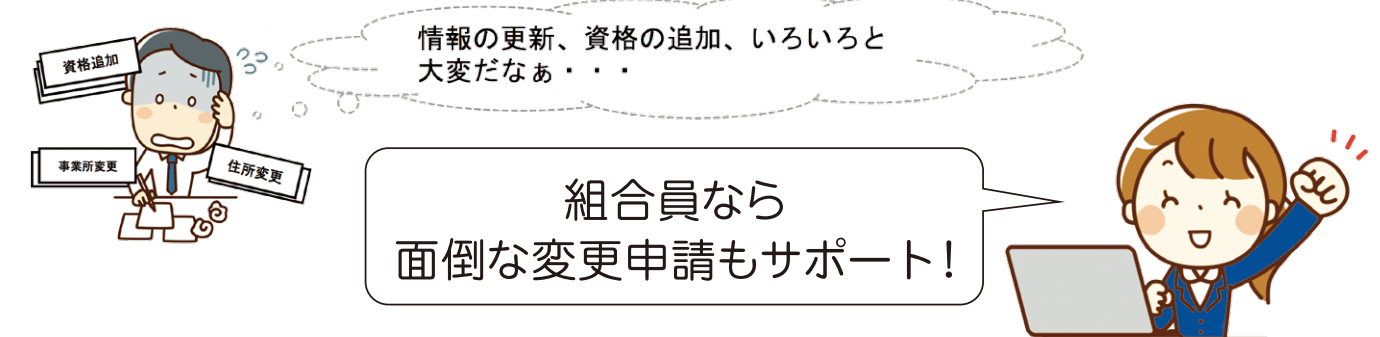 情報の更新、資格の追加、いろいろと
大変だなぁ・・・
資格追加
事業所変更
住所変更
組合員なら
面倒な変更申請もサポート！